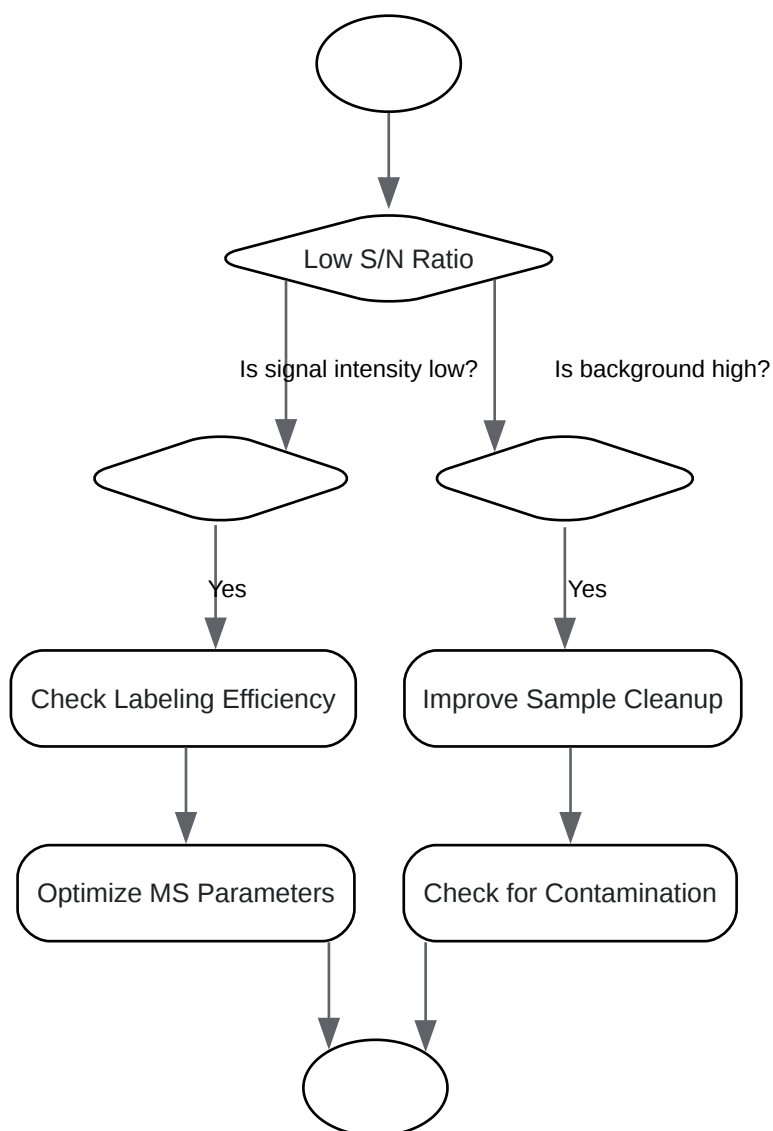 Low S/N Ratio
Is signal intensity low?
Is background high?
Yes
Yes
Check Labeling Efficiency
Improve Sample Cleanup
Optimize MS Parameters
Check for Contamination